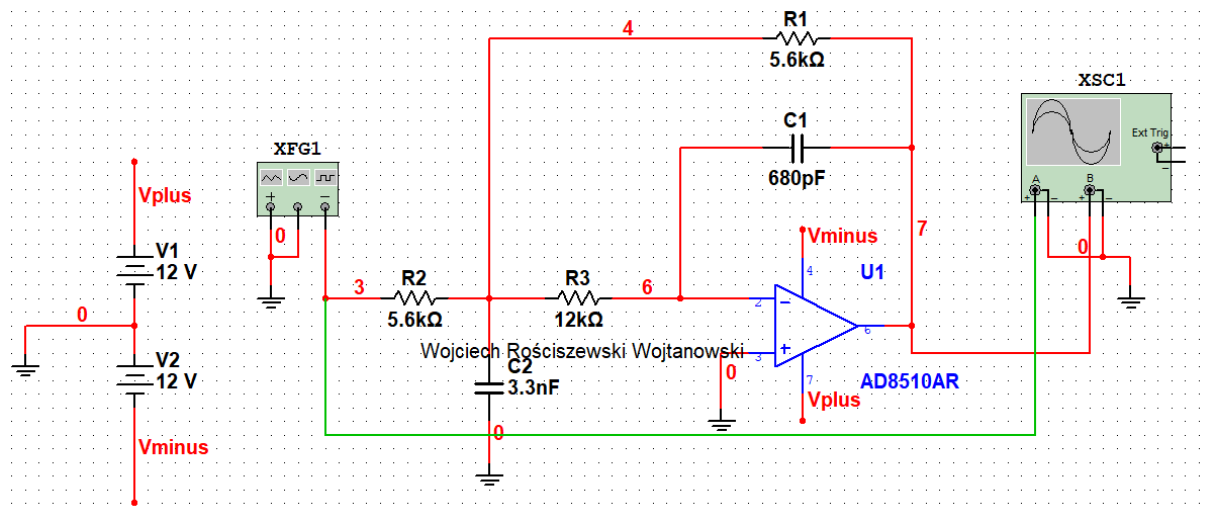 R1
4
5.6kΩ
XSC1
C1
Ext Trig
XFG1
680pF
A
B
Vplus
Vminus
7
0
0
V1
4
U1
12 V
R2
R3
3
6
2
6
0
5.6kΩ
12kΩ
Wojciech Rościszewski Wojtanowski
3
V2
C2
0
7
AD8510AR
12 V
3.3nF
Vplus
Vminus
0